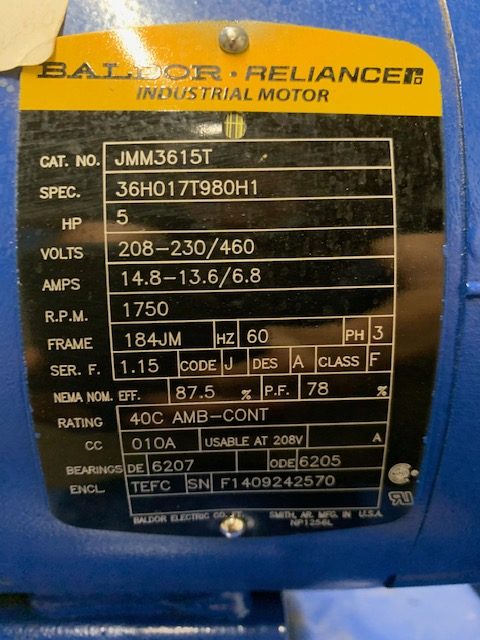 BALDOR • RELIANCER
INDUSTRIAL MOTOR
CAT. NO. JMM3615T
SPEC. 36H017T980H1
HP 5
VOLTS 208-230/460
AMPS 14.8-13.6/6.8
R.P.M. 1750
FRAME 184JM HZ 60 PH 3
SER. F. 1.15 CODE J DES A CLASS F
NEMA NOM. EFF. 87.5 % P.F. 78 %
RATING 40C AMB-CONT
CC 010A USABLE AT 208V A
BEARINGS DE 6207 ODE 6205
ENCL. TEFC SN F1409242570
BALDOR ELECTRIC CO. FT. SMITH, AR. MFG. IN U.S.A.
NP1256L